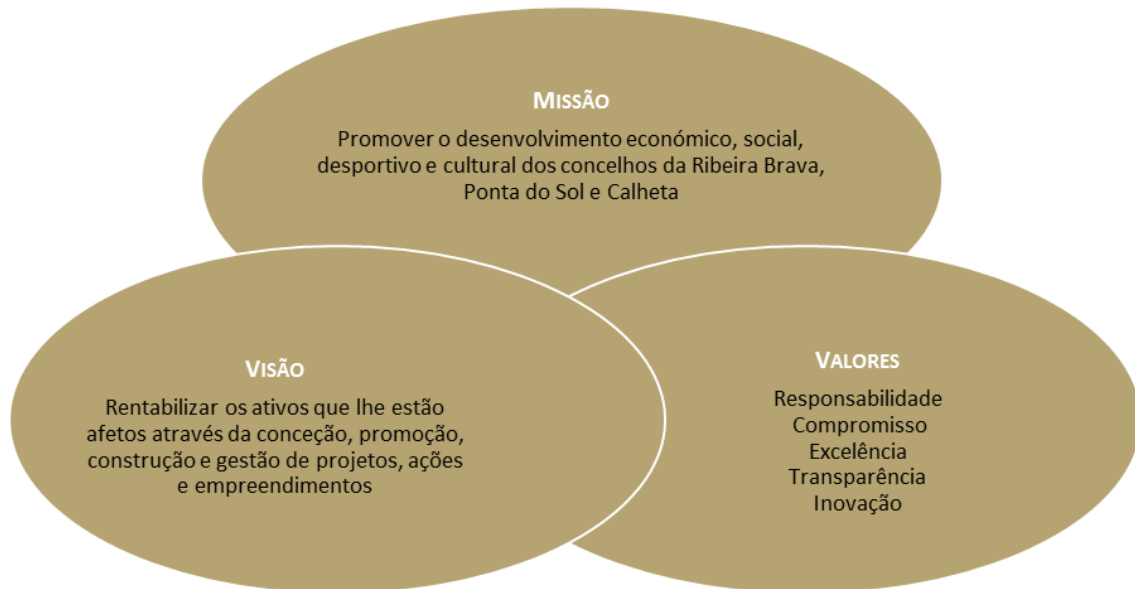 MISSÃO
Promover o desenvolvimento económico, social,
desportivo e cultural dos concelhos da Ribeira Brava,
Ponta do Sol e Calheta
VISÃO
Rentabilizar os ativos que lhe estão
afetos através da conceção, promoção,
construção e gestão de projetos, ações
e empreendimentos
VALORES
Responsabilidade
Compromisso
Excelência
Transparência
Inovação